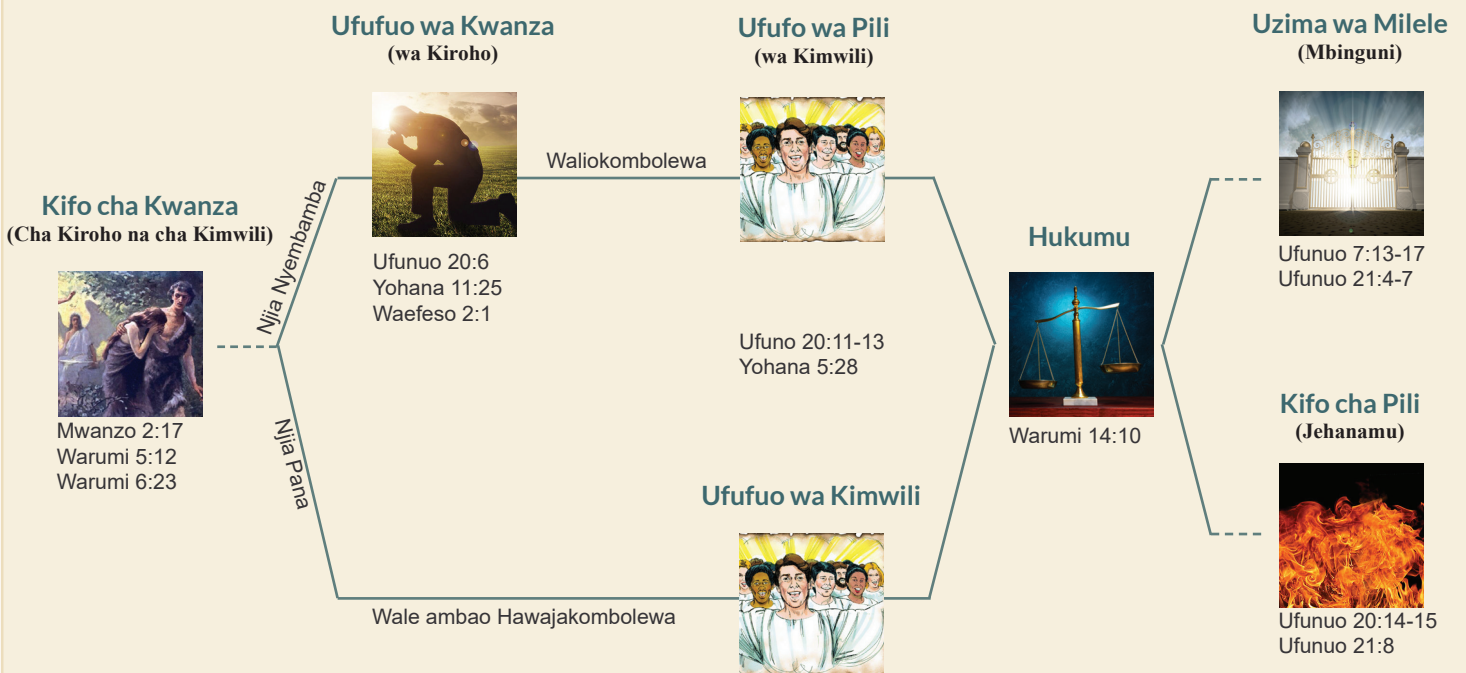 Kifo cha Kwanza
(Cha Kiroho na cha Kimwili)
Mwanzo 2:17
Warumi 5:12
Warumi 6:23
Njia Nyembamba
Njia Pana
Ufufuo wa Kwanza
(wa Kiroho)
Ufunuo 20:6
Yohana 11:25
Waefeso 2:1
Waliokombolewa
Ufufo wa Pili
(wa Kimwili)
Ufuno 20:11-13
Yohana 5:28
Wale ambao Hawajakombolewa
Ufufuo wa Kimwili
Hukumu
Warumi 14:10
Uzima wa Milele
(Mbinguni)
Ufunuo 7:13-17
Ufunuo 21:4-7
Kifo cha Pili
(Jehanamu)
Ufunuo 20:14-15
Ufunuo 21:8